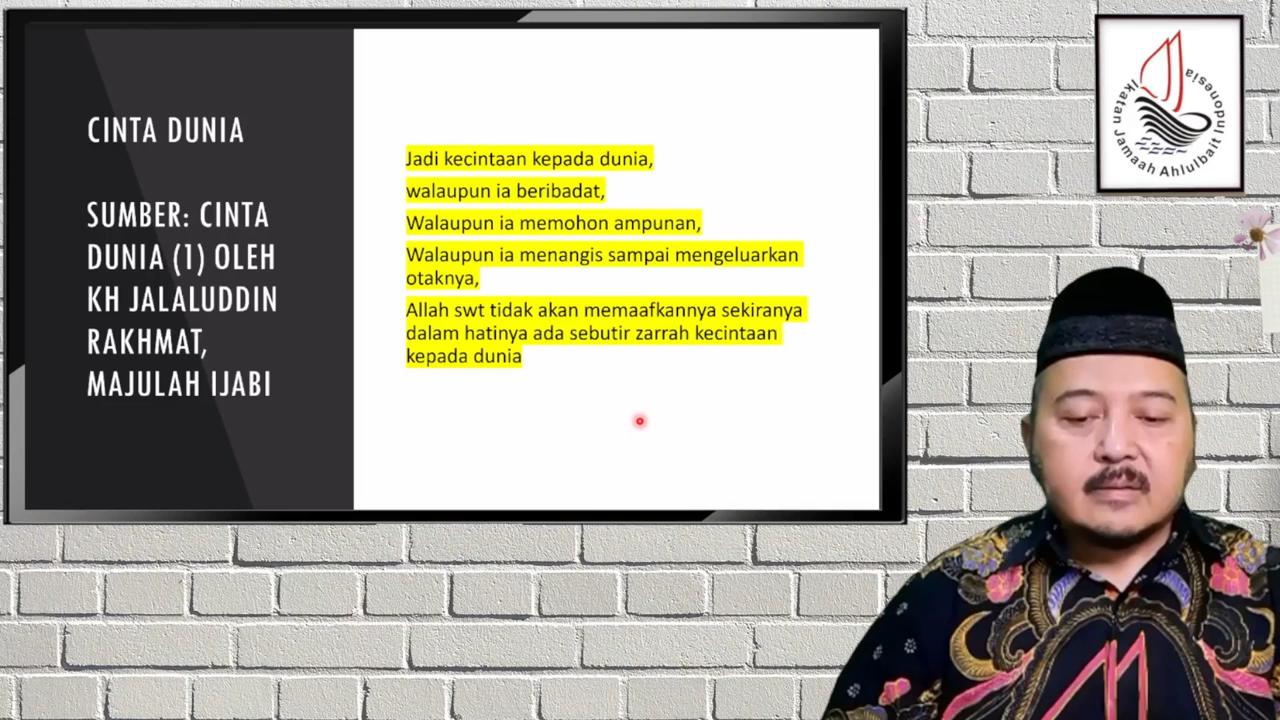 CINTA DUNIA
SUMBER: CINTA
DUNIA (1) OLEH
KH JALALUDDIN
RAKHMAT,
MAJULAH IJABI
Jadi kecintaan kepada dunia,
walaupun ia beribadat,
Walaupun ia memohon ampunan,
Walaupun ia menangis sampai mengeluarkan
otaknya,
Allah swt tidak akan memaafkannya sekiranya
dalam hatinya ada sebutir zarrah kecintaan
kepada dunia
Ikatan Jamaah Ahlulbait Indonesia